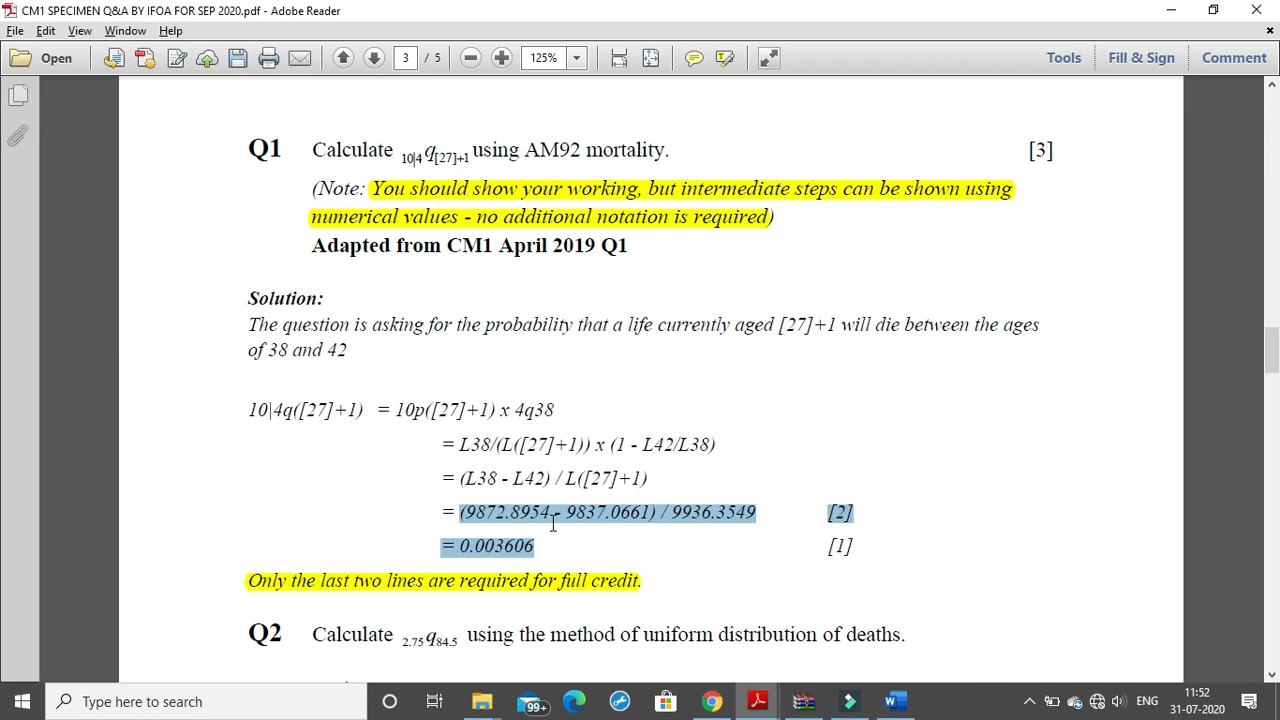 CM1 SPECIMEN Q&A BY IFOA FOR SEP 2020.pdf - Adobe Reader
File Edit View Window Help
Open 3 / 5 125% Tools Fill & Sign Comment
Q1 Calculate 10|4q[27]+1 using AM92 mortality. [3]
(Note: You should show your working, but intermediate steps can be shown using
numerical values - no additional notation is required)
Adapted from CM1 April 2019 Q1
Solution:
The question is asking for the probability that a life currently aged [27]+1 will die between the ages
of 38 and 42
10|4q([27]+1) = 10p([27]+1) x 4q38
= L38/(L([27]+1)) x (1 - L42/L38)
= (L38 - L42) / L([27]+1)
= (9872.8954 - 9837.0661) / 9936.3549 [2]
= 0.003606 [1]
Only the last two lines are required for full credit.
Q2 Calculate 2.75q84.5 using the method of uniform distribution of deaths.
Type here to search 99+ ENG 11:52
31-07-2020